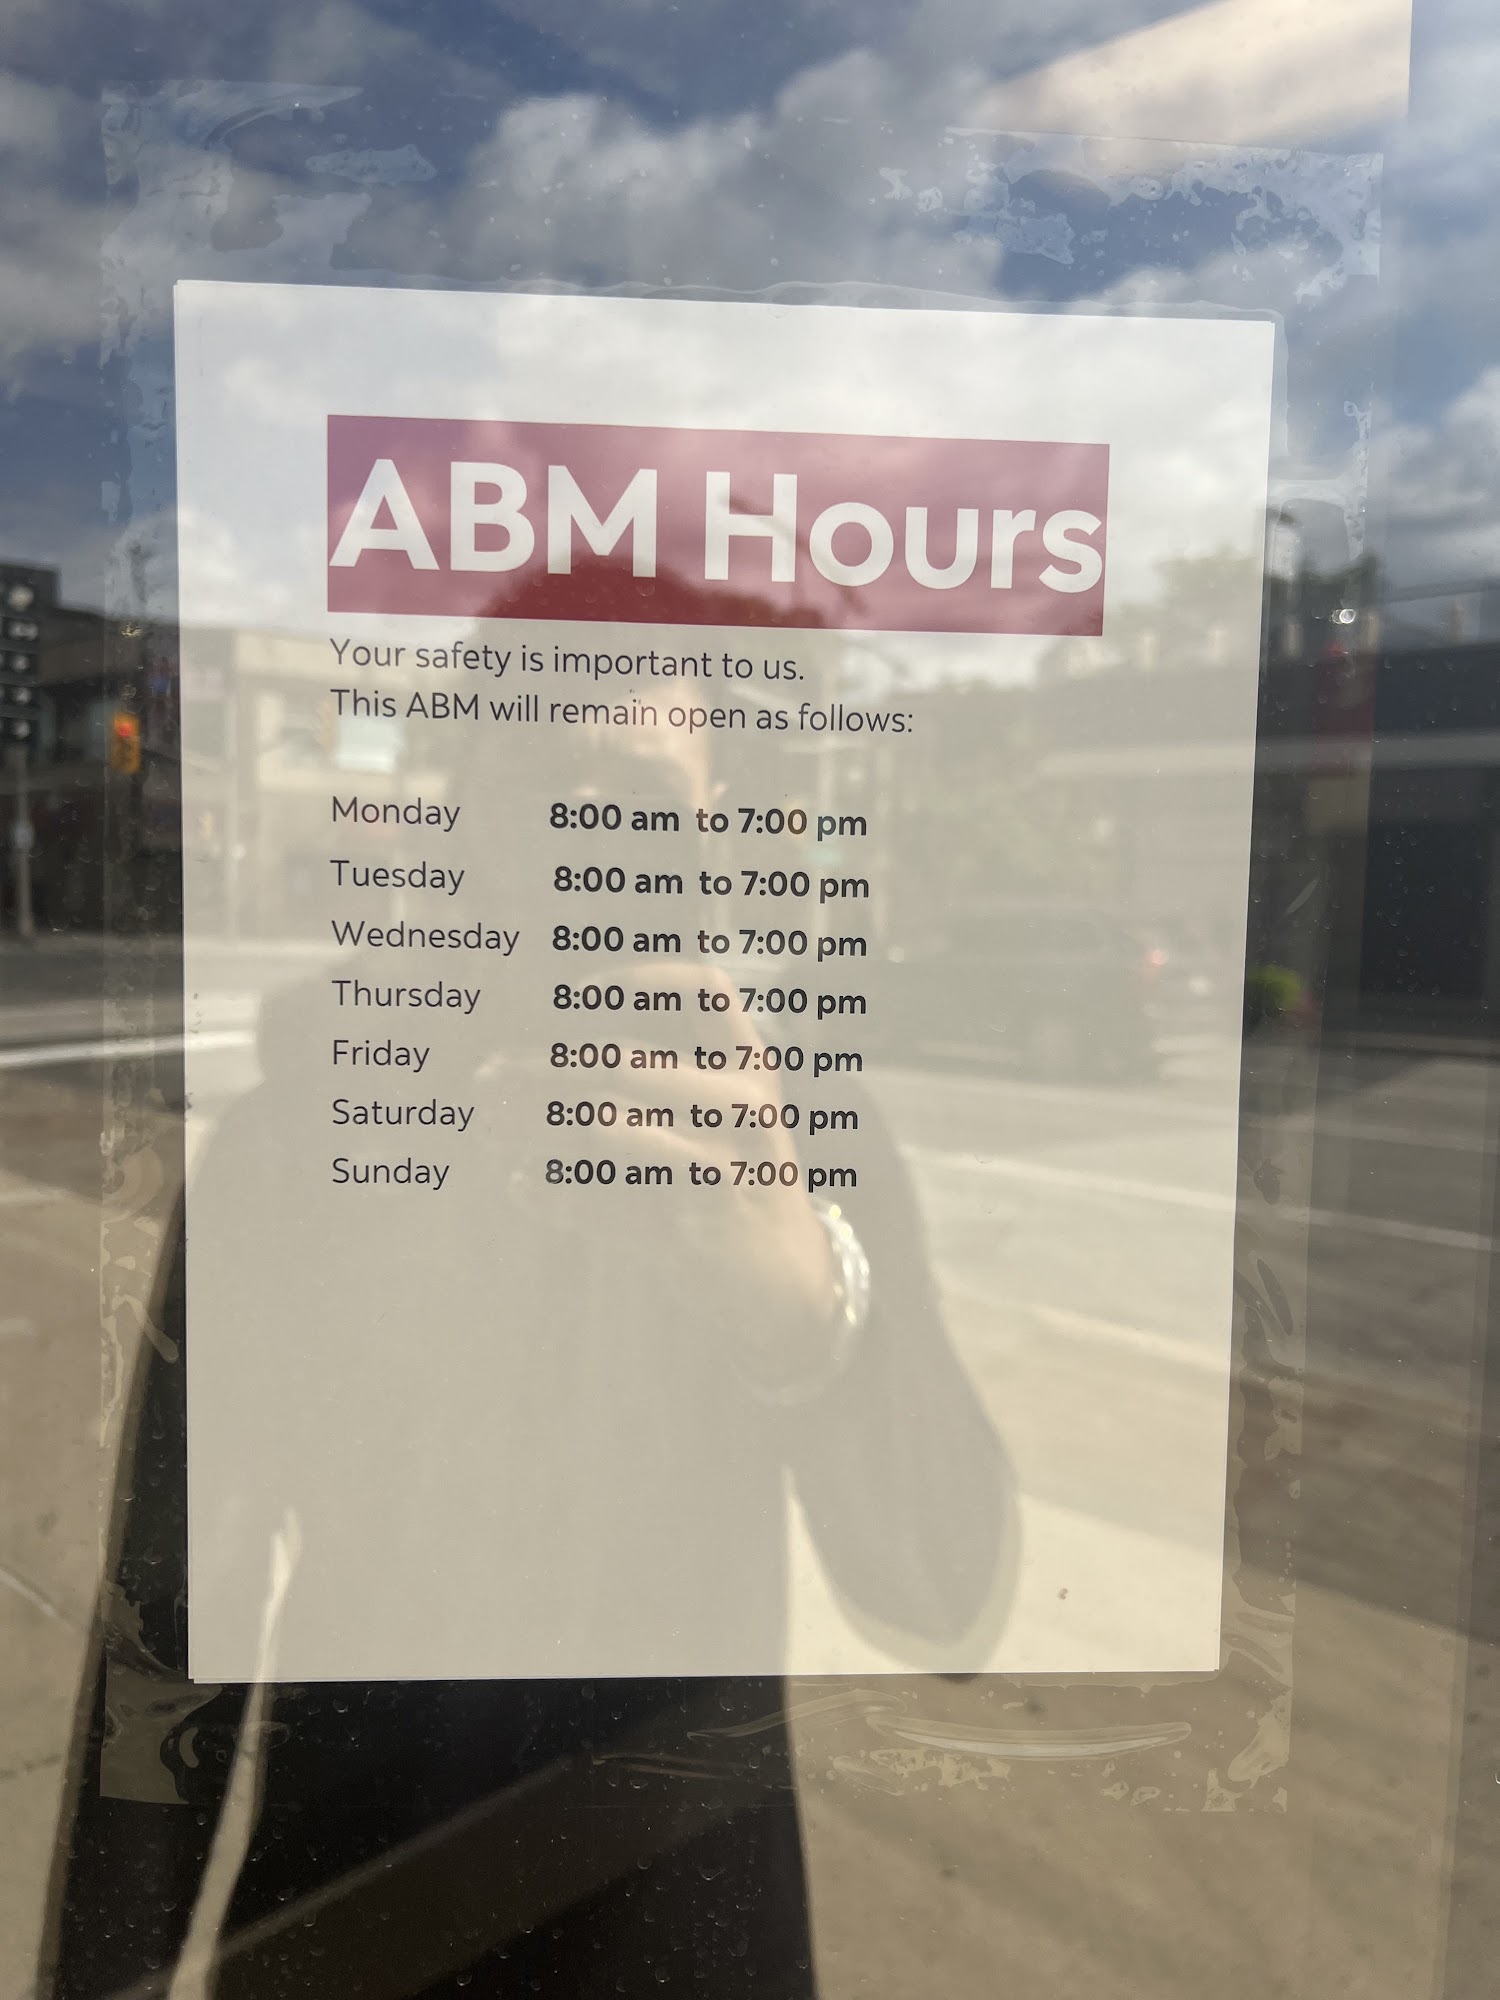 ABM Hours
Your safety is important to us.
This ABM will remain open as follows:
Monday 8:00 am to 7:00 pm
Tuesday 8:00 am to 7:00 pm
Wednesday 8:00 am to 7:00 pm
Thursday 8:00 am to 7:00 pm
Friday 8:00 am to 7:00 pm
Saturday 8:00 am to 7:00 pm
Sunday 8:00 am to 7:00 pm